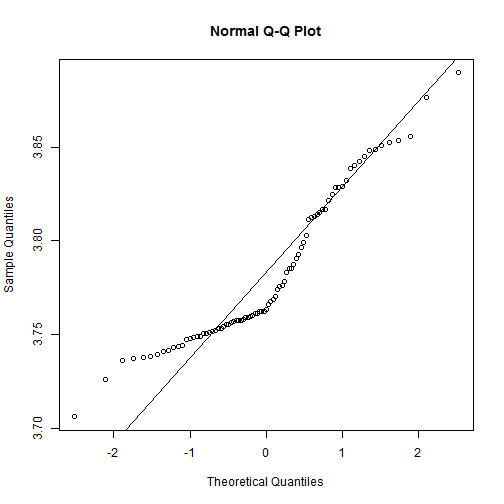 Normal Q-Q Plot
Sample Quantiles
3.85
3.80
3.75
3.70
-2 -1 0 1 2
Theoretical Quantiles